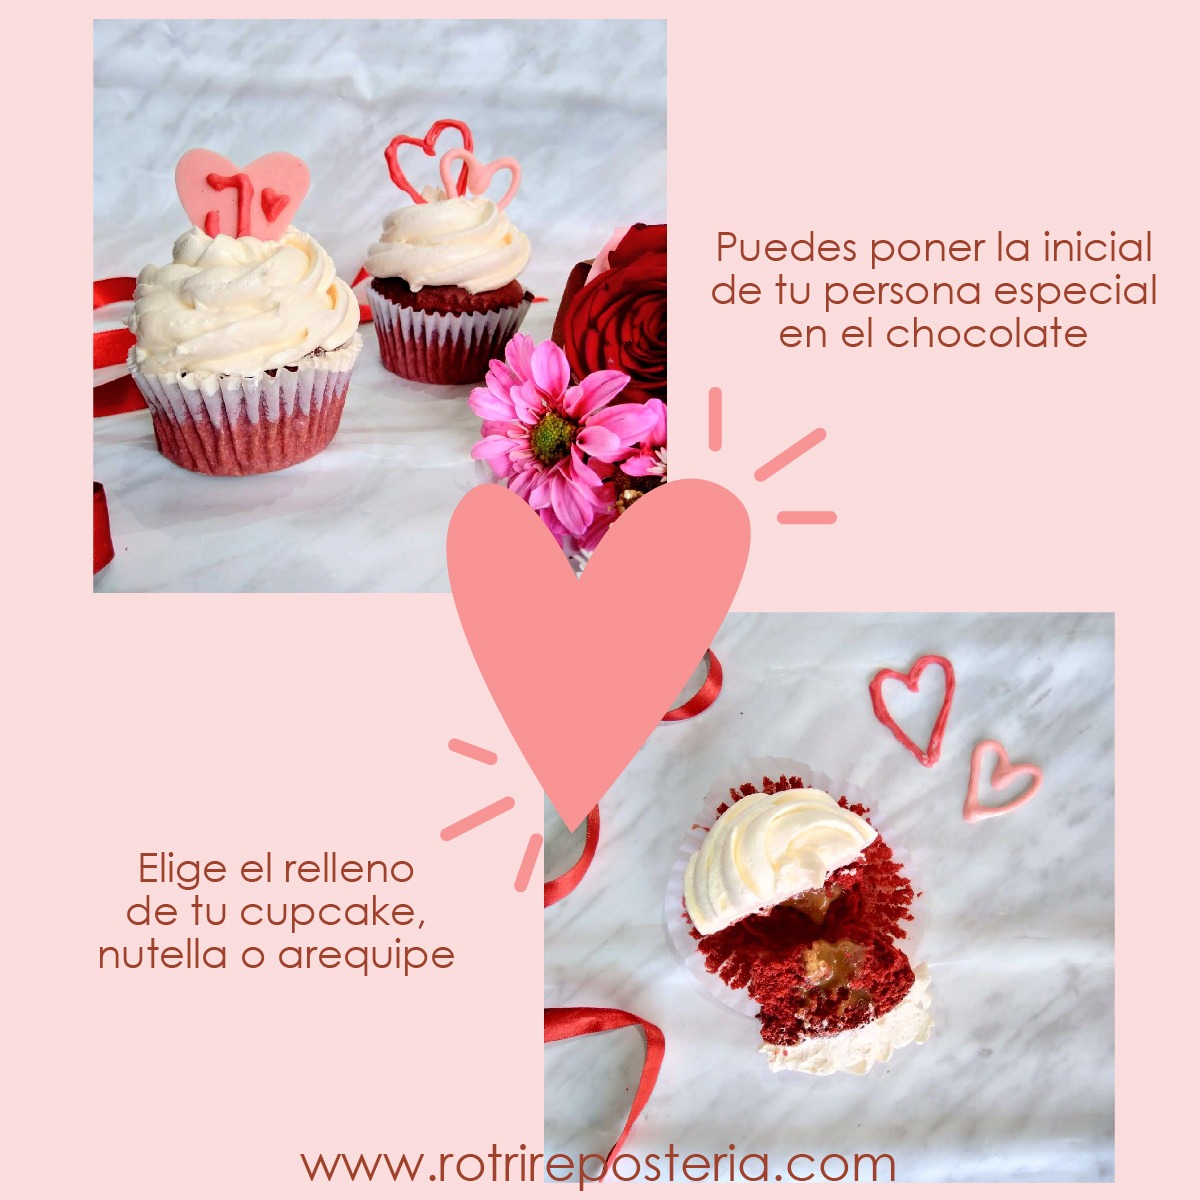 Puedes poner la inicial
de tu persona especial
en el chocolate
Elige el relleno
de tu cupcake,
nutella o arequipe
www.rotrireposteria.com